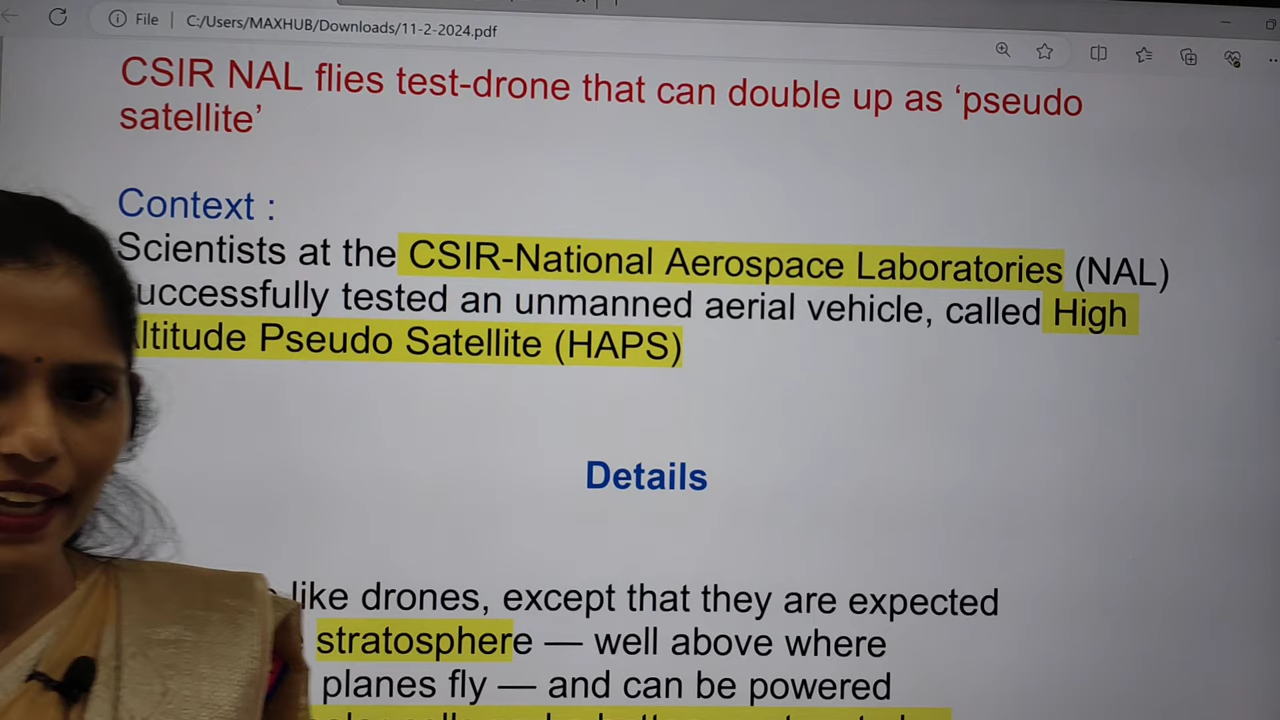 File | C:/Users/MAXHUB/Downloads/11-2-2024.pdf
CSIR NAL flies test-drone that can double up as ‘pseudo
satellite’
Context :
Scientists at the CSIR-National Aerospace Laboratories (NAL)
uccessfully tested an unmanned aerial vehicle, called High
ltitude Pseudo Satellite (HAPS)
Details
like drones, except that they are expected
stratosphere — well above where
planes fly — and can be powered